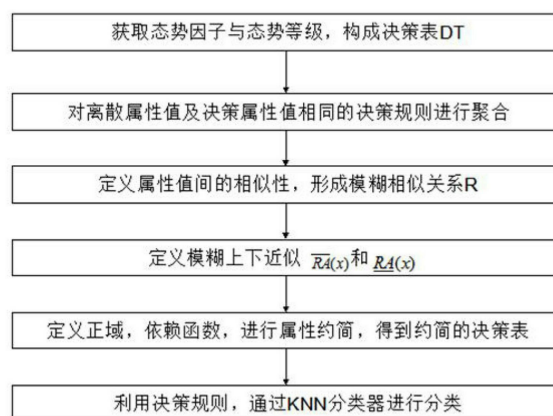 获取态势因子与态势等级，构成决策表DT
对离散属性值及决策属性值相同的决策规则进行聚合
定义属性值间的相似性，形成模糊相似关系R
定义模糊上下近似 R̅A̅(x)和 R̲A̲(x)
定义正域，依赖函数，进行属性约简，得到约简的决策表
利用决策规则，通过KNN分类器进行分类